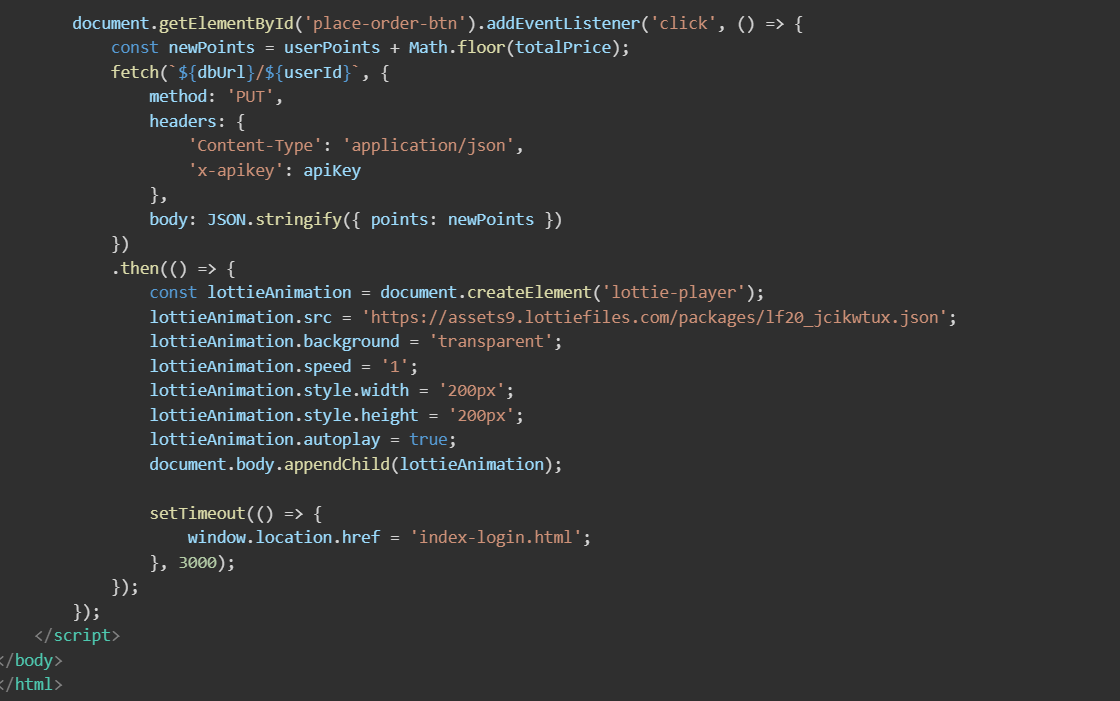 document.getElementById('place-order-btn').addEventListener('click', () => {
const newPoints = userPoints + Math.floor(totalPrice);
fetch(`${dbUrl}/${userId}`, {
method: 'PUT',
headers: {
'Content-Type': 'application/json',
'x-apikey': apiKey
},
body: JSON.stringify({ points: newPoints })
})
.then(() => {
const lottieAnimation = document.createElement('lottie-player');
lottieAnimation.src = 'https://assets9.lottiefiles.com/packages/lf20_jcikwtux.json';
lottieAnimation.background = 'transparent';
lottieAnimation.speed = '1';
lottieAnimation.style.width = '200px';
lottieAnimation.style.height = '200px';
lottieAnimation.autoplay = true;
document.body.appendChild(lottieAnimation);
setTimeout(() => {
window.location.href = 'index-login.html';
}, 3000);
});
});
</script>
</body>
</html>